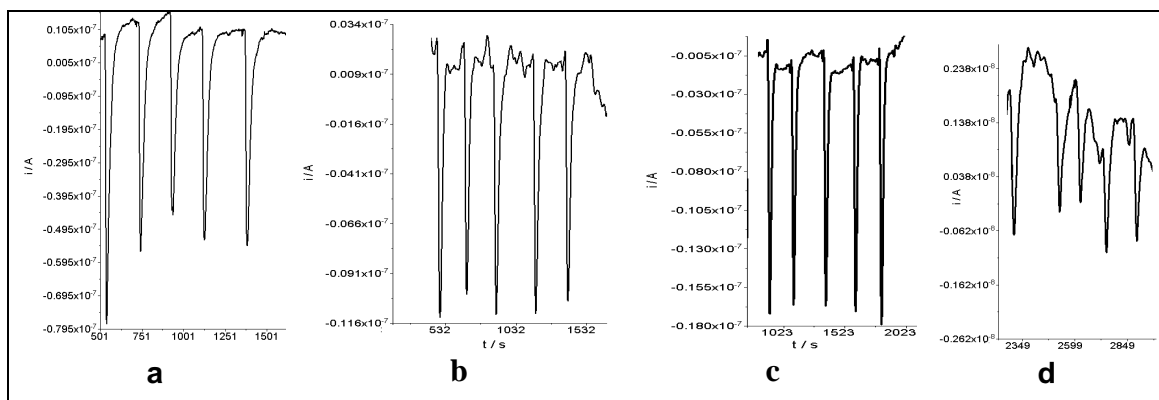 0.105x10-7
0.005x10-7
-0.095x10-7
-0.195x10-7
-0.295x10-7
-0.395x10-7
-0.495x10-7
-0.595x10-7
-0.695x10-7
-0.795x10-7
i / A
501 751 1001 1251 1501
a
0.034x10-7
0.009x10-7
-0.016x10-7
-0.041x10-7
-0.066x10-7
-0.091x10-7
-0.116x10-7
i / A
532 1032 1532
t / s
b
-0.005x10-7
-0.030x10-7
-0.055x10-7
-0.080x10-7
-0.105x10-7
-0.130x10-7
-0.155x10-7
-0.180x10-7
i / A
1023 1523 2023
t / s
c
0.238x10-8
0.138x10-8
0.038x10-8
-0.062x10-8
-0.162x10-8
-0.262x10-8
i / A
2349 2599 2849
d